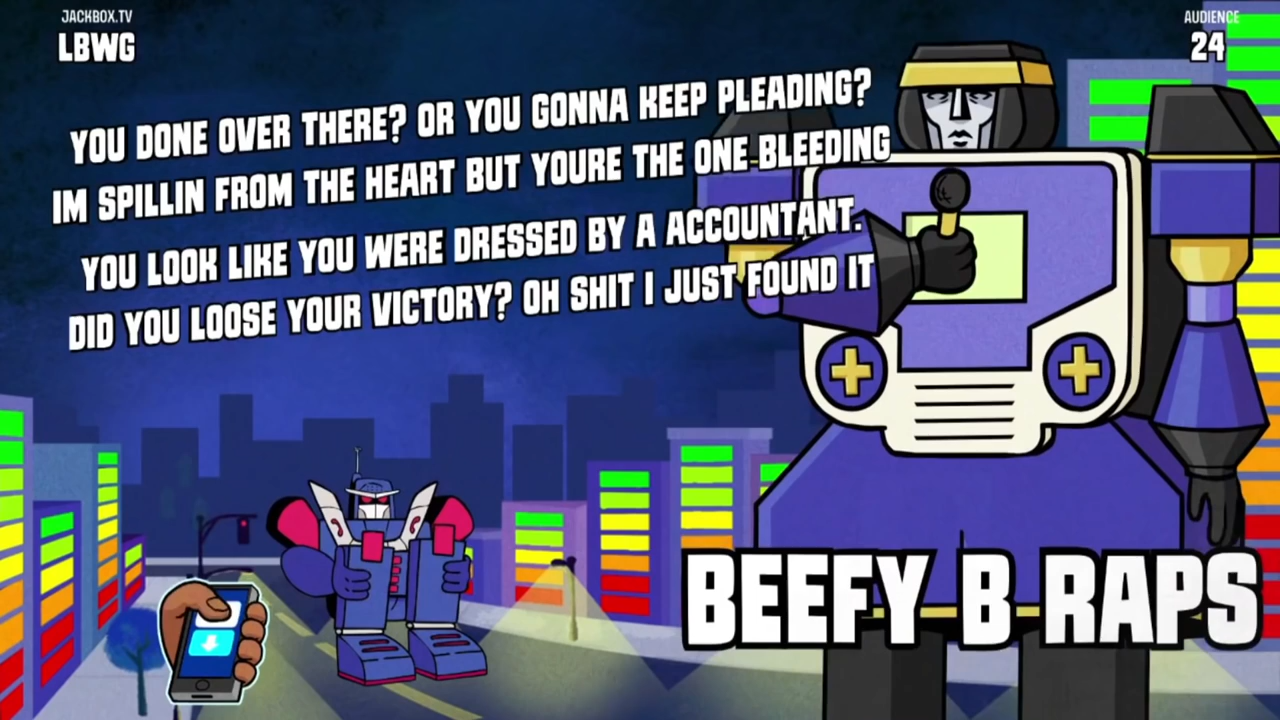 JACKBOX.TV
LBWG
AUDIENCE
24
YOU DONE OVER THERE? OR YOU GONNA KEEP PLEADING?
IM SPILLIN FROM THE HEART BUT YOURE THE ONE BLEEDING
YOU LOOK LIKE YOU WERE DRESSED BY A ACCOUNTANT.
DID YOU LOOSE YOUR VICTORY? OH SHIT I JUST FOUND IT
BEEFY B RAPS